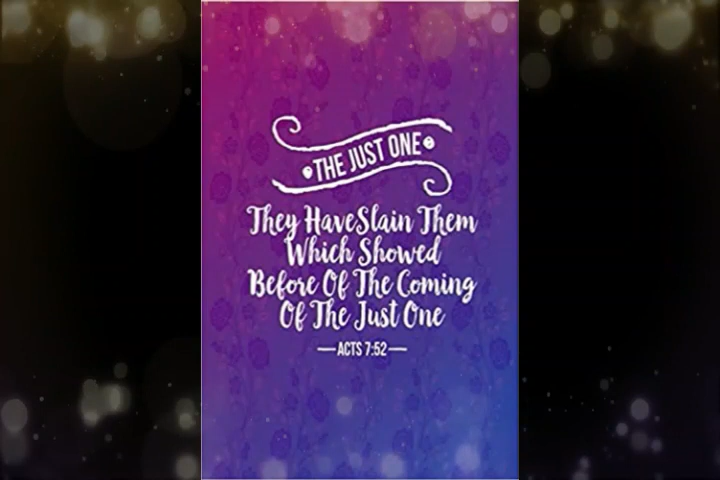 THE JUST ONE
They HaveSlain Them
Which Showed
Before Of The Coming
Of The Just One
ACTS 7:52